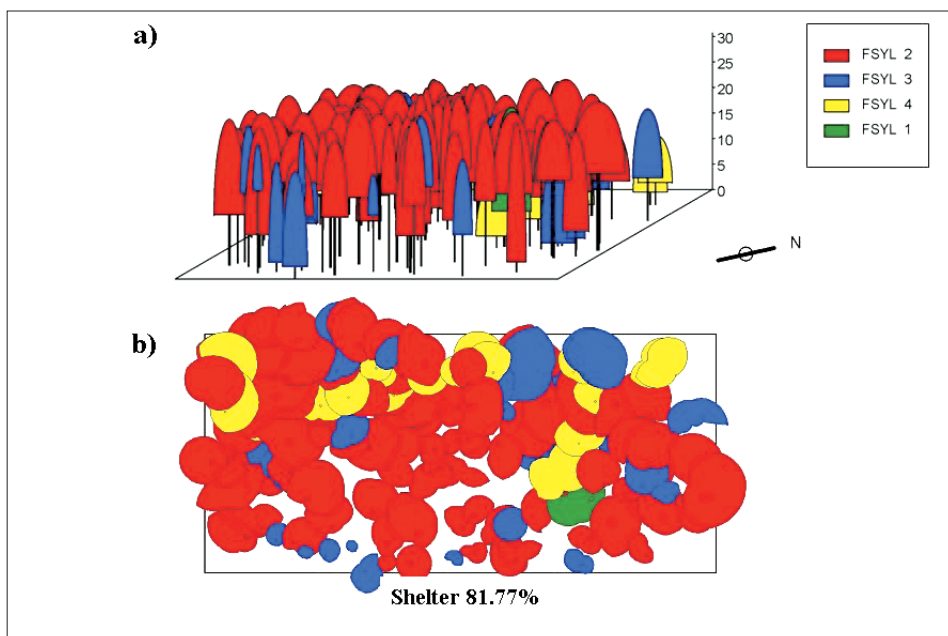 a)
30
25
20
15
10
5
0
FSYL 2
FSYL 3
FSYL 4
FSYL 1
N
b)
Shelter 81.77%